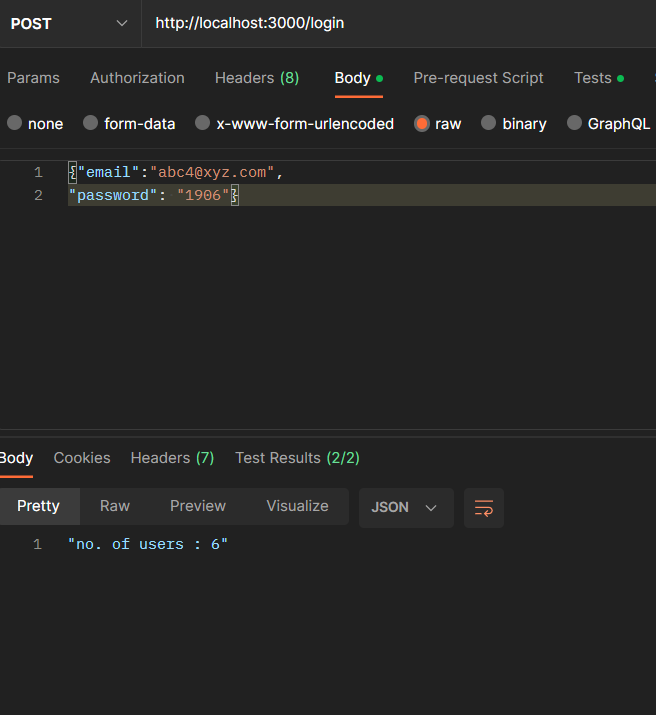 POST http://localhost:3000/login
Params Authorization Headers (8) Body Pre-request Script Tests
none form-data x-www-form-urlencoded raw binary GraphQL
1 {"email":"abc4@xyz.com",
2 "password": "1906"}
Body Cookies Headers (7) Test Results (2/2)
Pretty Raw Preview Visualize JSON
1 "no. of users : 6"